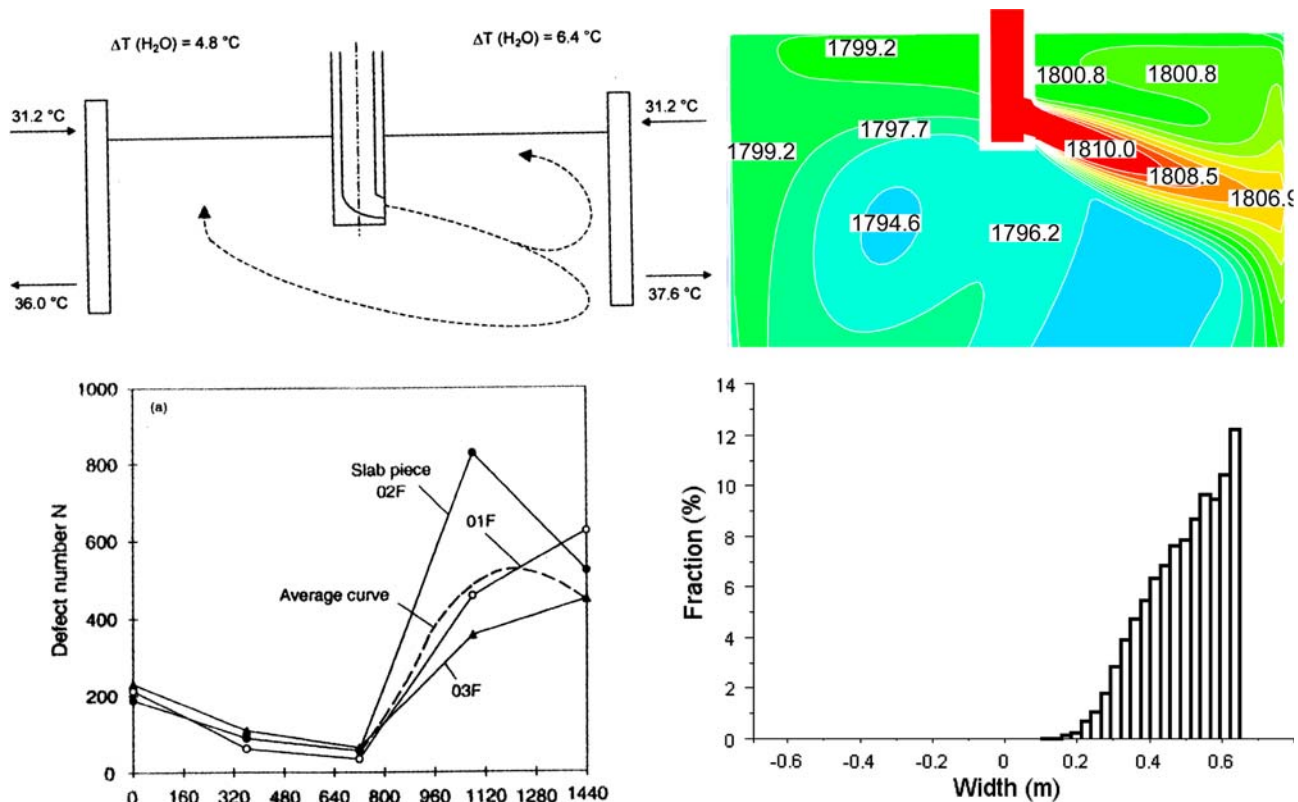 ΔT (H₂O) = 4.8 °C
ΔT (H₂O) = 6.4 °C
31.2 °C
31.2 °C
36.0 °C
37.6 °C
1799.2
1800.8
1800.8
1797.7
1799.2
1810.0
1808.5
1806.9
1794.6
1796.2
(a)
Defect number N
1000
800
600
400
200
0
Slab piece
02F
01F
Average curve
03F
0 160 320 480 640 800 960 1120 1280 1440
Fraction (%)
14
12
10
8
6
4
2
0
-0.6 -0.4 -0.2 0 0.2 0.4 0.6
Width (m)